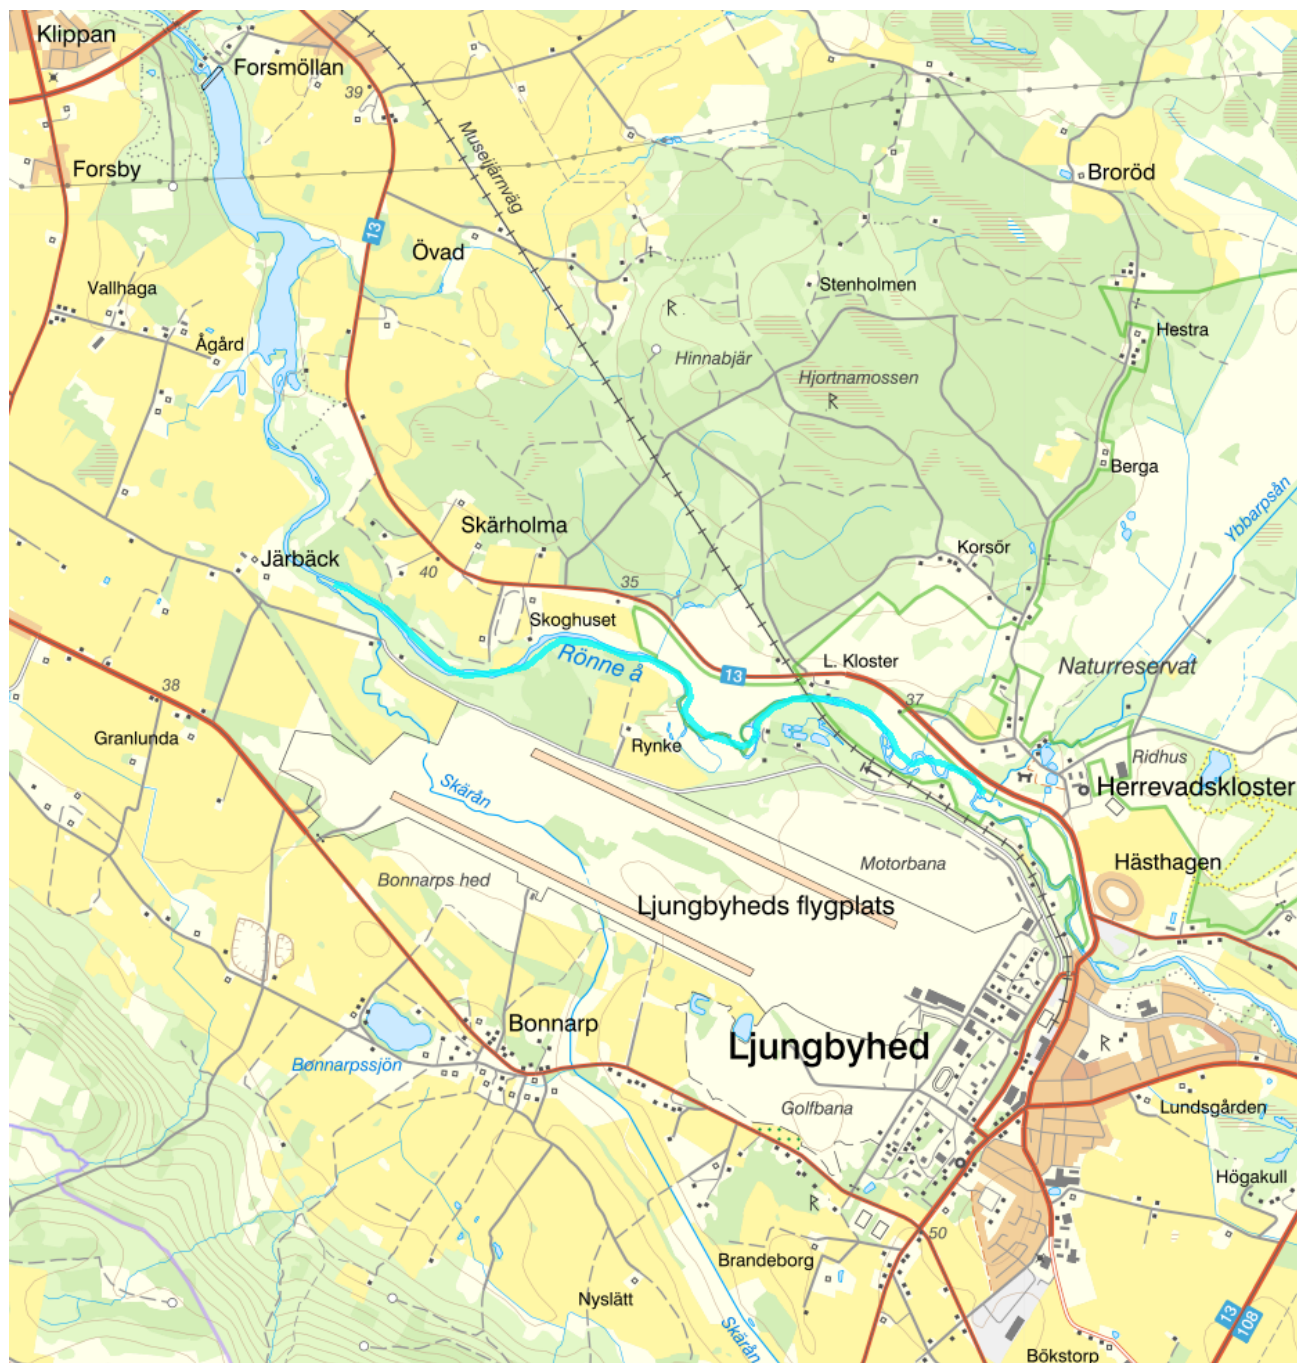 Klippan
Forsmöllan
39
Museijärnväg
Forsby
Broröd
13
Övad
Vallhaga
Stenholmen
Ågård
Hinnabjär
Hjortnamossen
Hestra
Berga
Ybbarpsån
Skärholma
Järbäck
40
35
Korsör
Skoghuset
Rönne å
13
L. Kloster
Naturreservat
38
37
Granlunda
Rynke
Ridhus
Herrevadskloster
Skärån
Motorbana
Hästhagen
Bonnarps hed
Ljungbyheds flygplats
Bonnarp
Ljungbyhed
Bonnarpssjön
Golfbana
Lundsgården
Högakull
50
Brandeborg
Nyslätt
Skärån
13
108
Bökstorp